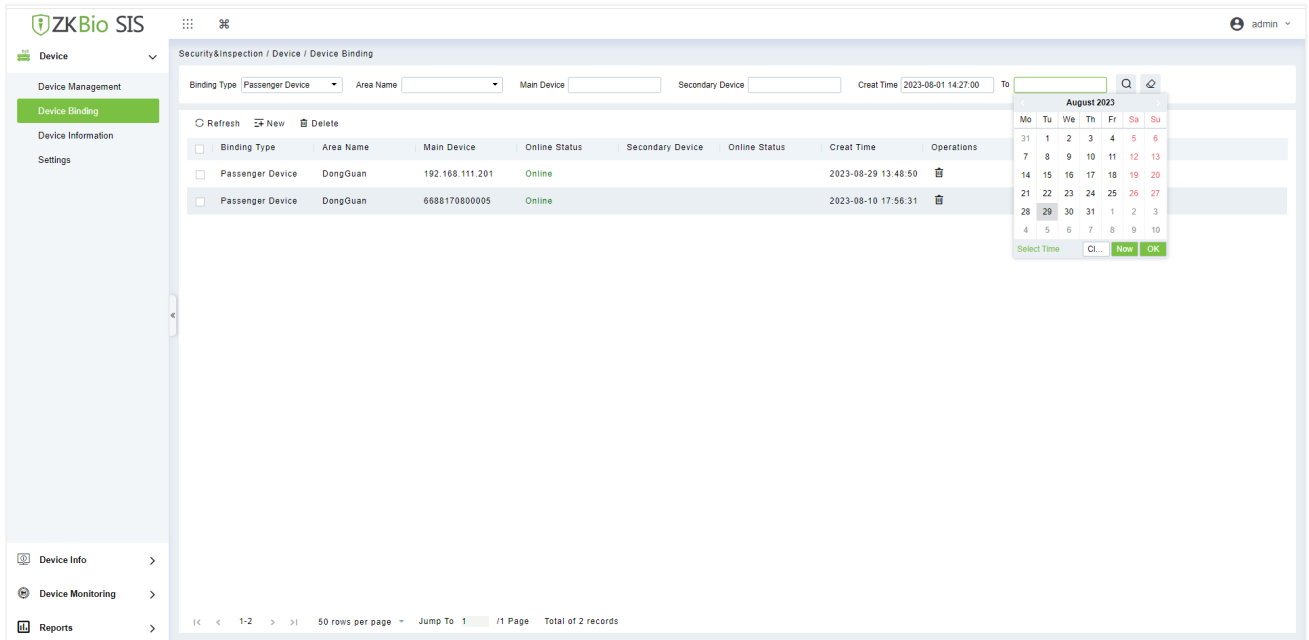 ZKBio SIS
admin
Device
Security&Inspection / Device / Device Binding
Device Management
Device Binding
Device Information
Settings
Binding Type Passenger Device Area Name Main Device Secondary Device Creat Time 2023-08-01 14:27:00 To
August 2023
Mo Tu We Th Fr Sa Su
31 1 2 3 4 5 6
7 8 9 10 11 12 13
14 15 16 17 18 19 20
21 22 23 24 25 26 27
28 29 30 31 1 2 3
4 5 6 7 8 9 10
Select Time Cl... Now OK
Refresh New Delete
Binding Type Area Name Main Device Online Status Secondary Device Online Status Creat Time Operations
Passenger Device DongGuan 192.168.111.201 Online 2023-08-29 13:48:50
Passenger Device DongGuan 6688170800005 Online 2023-08-10 17:56:31
Device Info
Device Monitoring
Reports
1-2 50 rows per page Jump To 1 /1 Page Total of 2 records